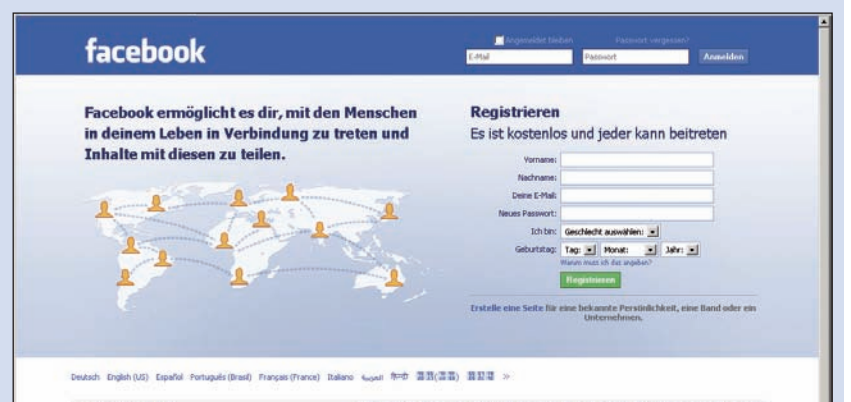 Angemeldet bleiben Passwort vergessen?
facebook
E-Mail Passwort Anmelden
Facebook ermöglicht es dir, mit den Menschen
in deinem Leben in Verbindung zu treten und
Inhalte mit diesen zu teilen.
Registrieren
Es ist kostenlos und jeder kann beitreten
Vorname:
Nachname:
Deine E-Mail:
Neues Passwort:
Ich bin: Geschlecht auswählen:
Geburtstag: Tag: Monat: Jahr:
Warum muss ich das angeben?
Registrieren
Erstelle eine Seite für eine bekannte Persönlichkeit, eine Band oder ein
Unternehmen.
Deutsch English (US) Español Português (Brasil) Français (France) Italiano العربية हिन्दी »